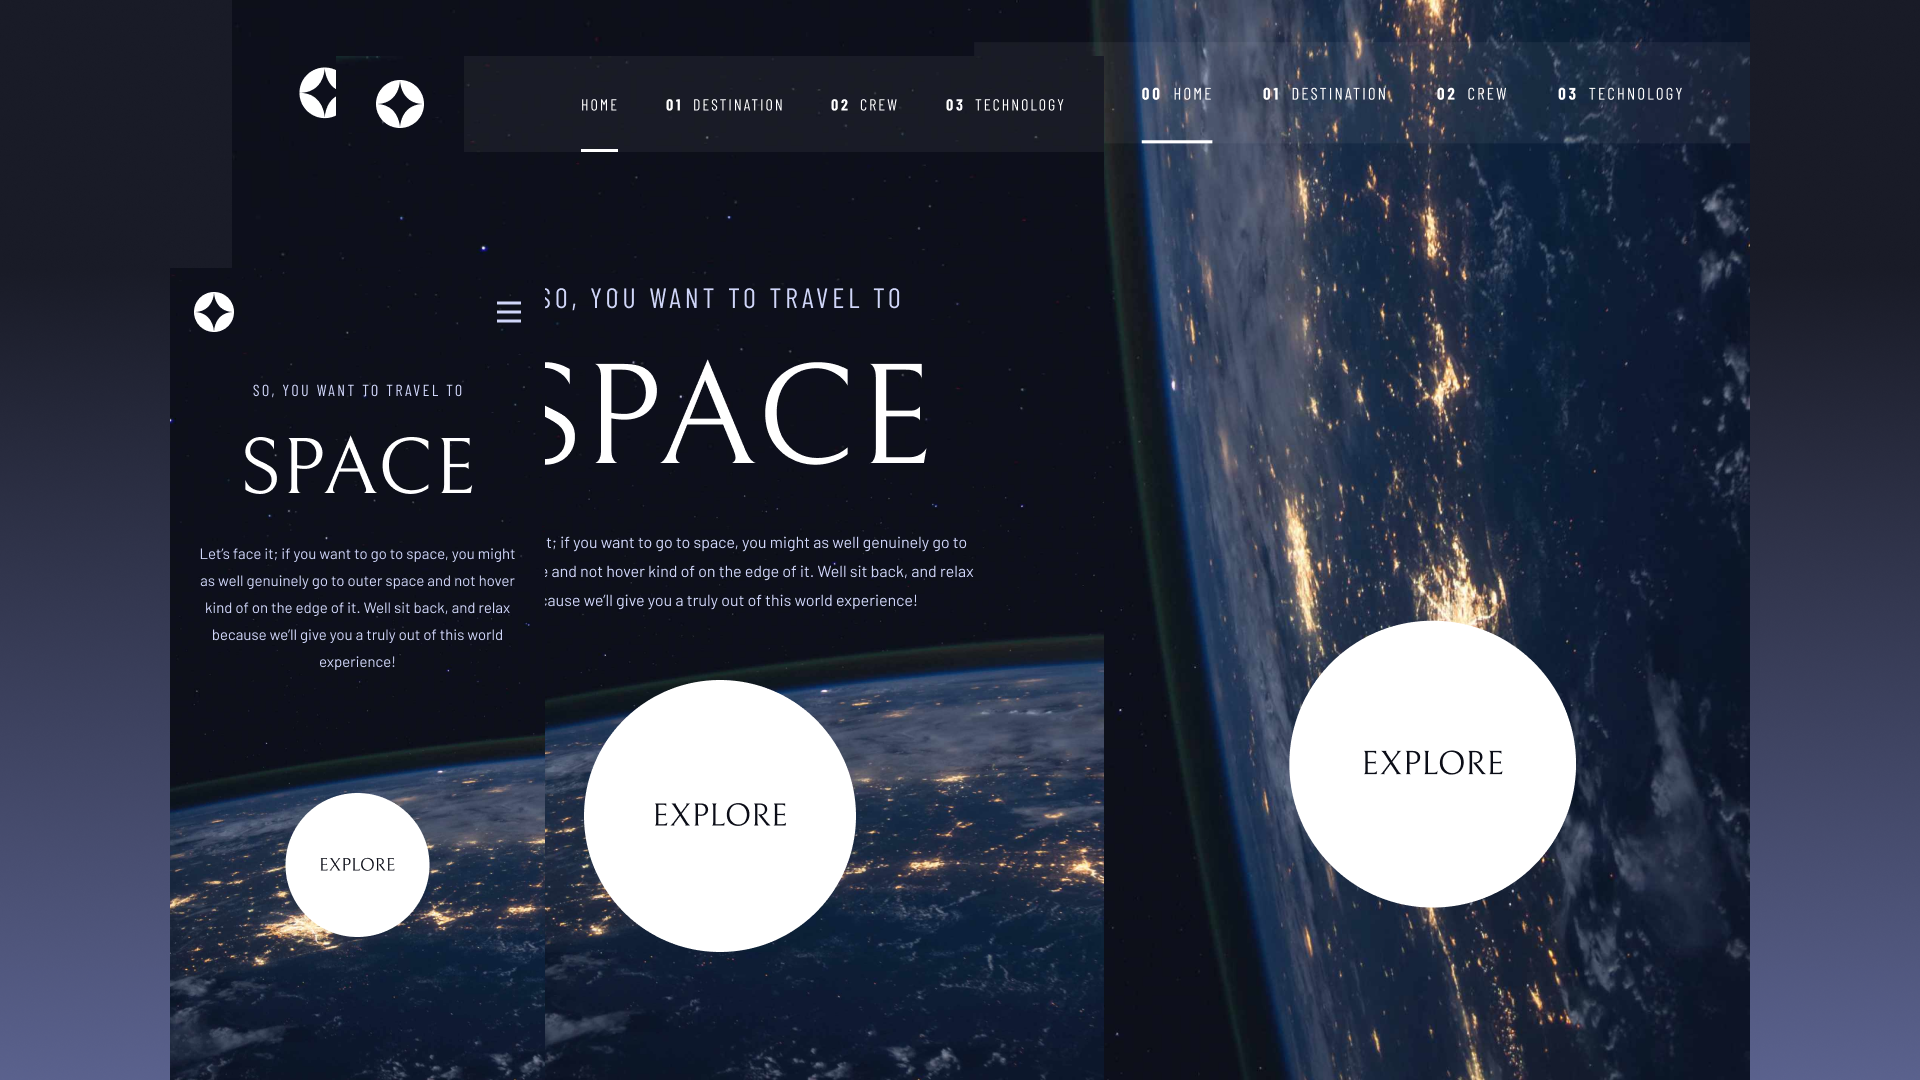 00 HOME 01 DESTINATION 02 CREW 03 TECHNOLOGY
EXPLORE
HOME 01 DESTINATION 02 CREW 03 TECHNOLOGY
SO, YOU WANT TO TRAVEL TO
SPACE
t; if you want to go to space, you might as well genuinely go to
and not hover kind of on the edge of it. Well sit back, and relax
cause we'll give you a truly out of this world experience!
EXPLORE
SO, YOU WANT TO TRAVEL TO
SPACE
Let's face it; if you want to go to space, you might
as well genuinely go to outer space and not hover
kind of on the edge of it. Well sit back, and relax
because we'll give you a truly out of this world
experience!
EXPLORE